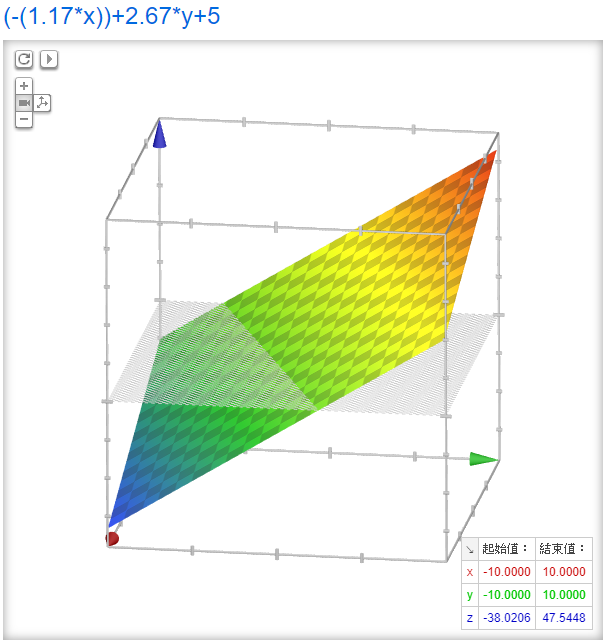 (-(1.17*x))+2.67*y+5
↘ 起始值： 結束值：
x -10.0000 10.0000
y -10.0000 10.0000
z -38.0206 47.5448